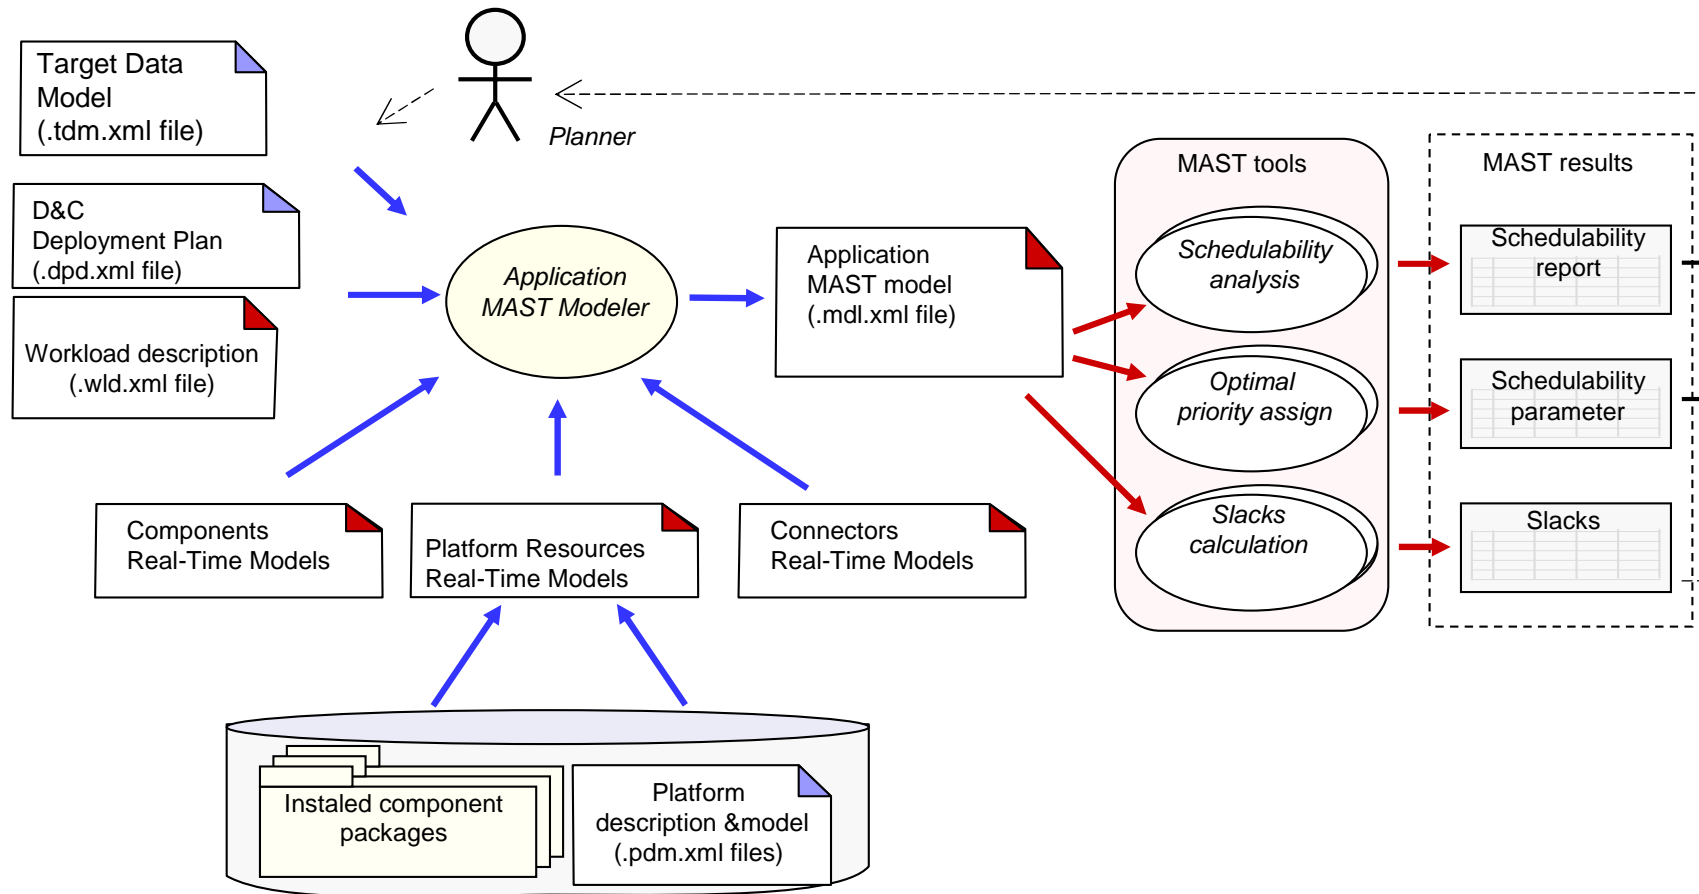 Target Data
Model
(.tdm.xml file)
Planner
D&C
Deployment Plan
(.dpd.xml file)
Workload description
(.wld.xml file)
Application
MAST Modeler
Application
MAST model
(.mdl.xml file)
MAST tools
Schedulability
analysis
Optimal
priority assign
Slacks
calculation
MAST results
Schedulability
report
Schedulability
parameter
Slacks
Components
Real-Time Models
Platform Resources
Real-Time Models
Connectors
Real-Time Models
Instaled component
packages
Platform
description &model
(.pdm.xml files)